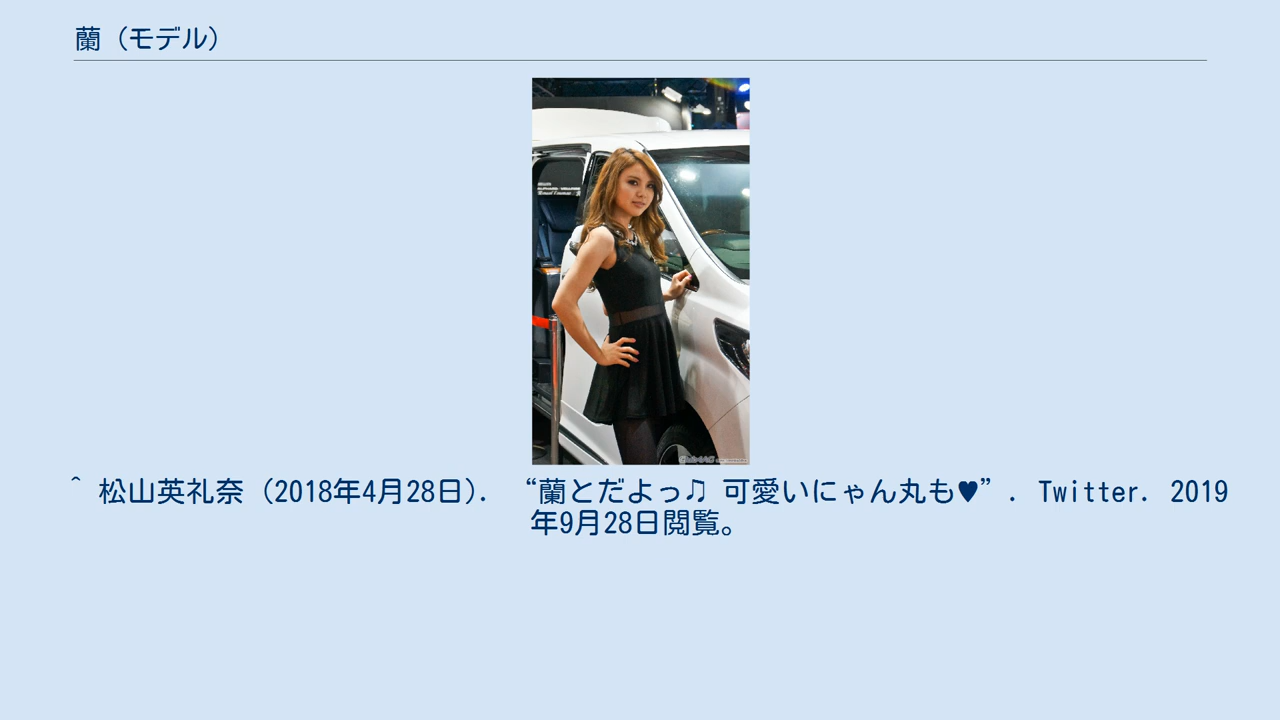 蘭（モデル）
^ 松山英礼奈（2018年4月28日）. “蘭とだよっ♫ 可愛いにゃん丸も♥”. Twitter. 2019
年9月28日閲覧。